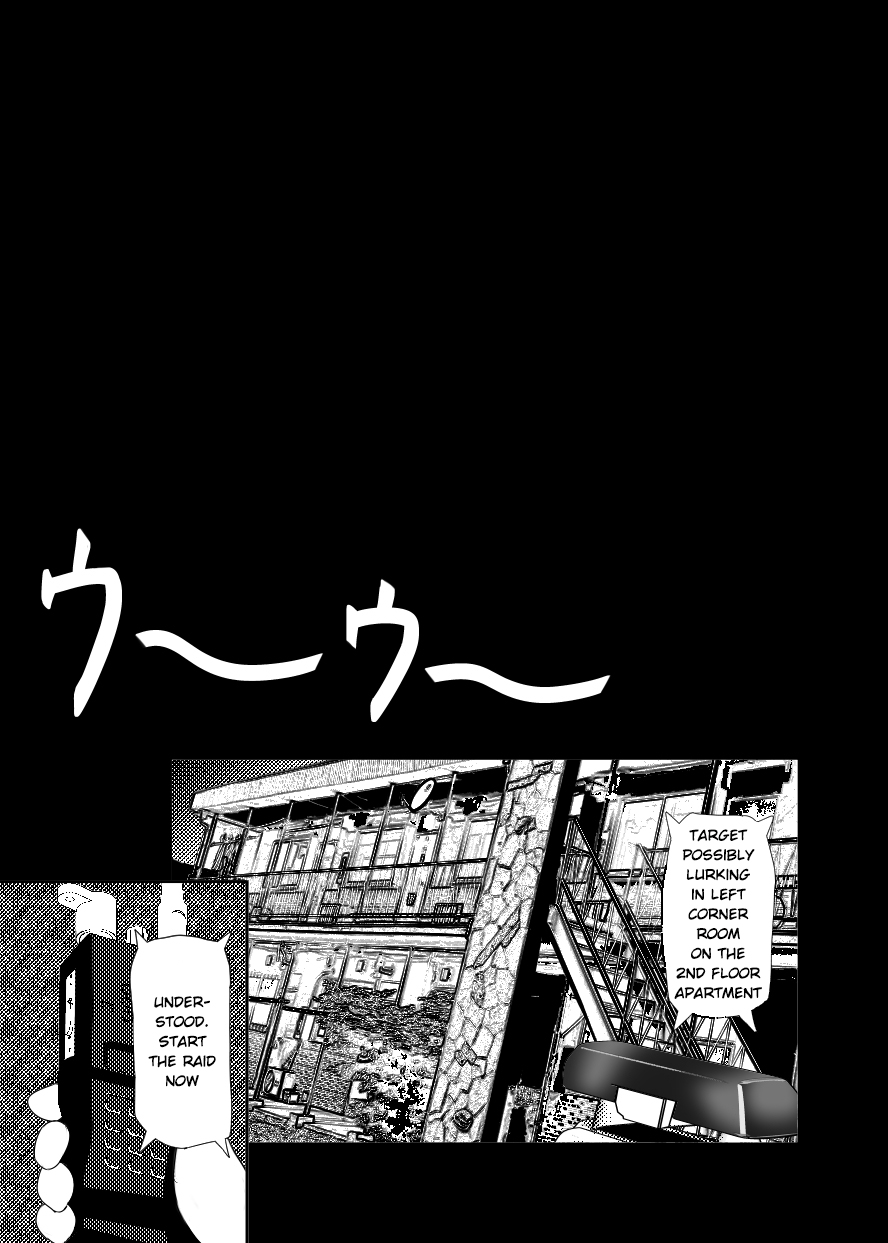 ウ〜ウ〜
TARGET
POSSIBLY
LURKING
IN LEFT
CORNER
ROOM
ON THE
2ND FLOOR
APARTMENT
UNDER-
STOOD.
START
THE RAID
NOW